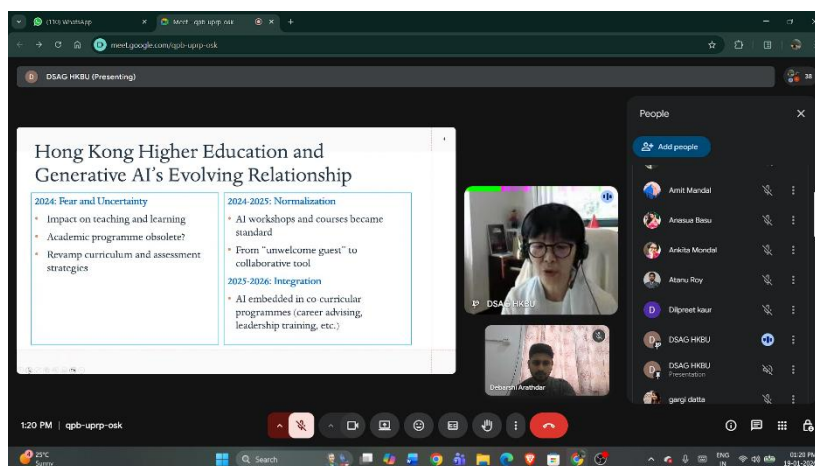 (110) WhatsApp
Meet - qpb-uprp-osk
meet.google.com/qpb-uprp-osk
DSAG HKBU (Presenting)
38
Hong Kong Higher Education and
Generative AI's Evolving Relationship
2024: Fear and Uncertainty
• Impact on teaching and learning
• Academic programme obsolete?
• Revamp curriculum and assessment
strategies
2024-2025: Normalization
• AI workshops and courses became
standard
• From "unwelcome guest" to
collaborative tool
2025-2026: Integration
• AI embedded in co-curricular
programmes (career advising,
leadership training, etc.)
DSAG HKBU
Debarshi Arathdar
People
Add people
Amit Mandal
Anasua Basu
Ankita Mondal
Atanu Roy
D
Dilpreet kaur
D
DSAG HKBU
D
DSAG HKBU
Presentation
gargi datta
1:20 PM | qpb-uprp-osk
25°C
Sunny
Search
ENG
IN
01:20 PM